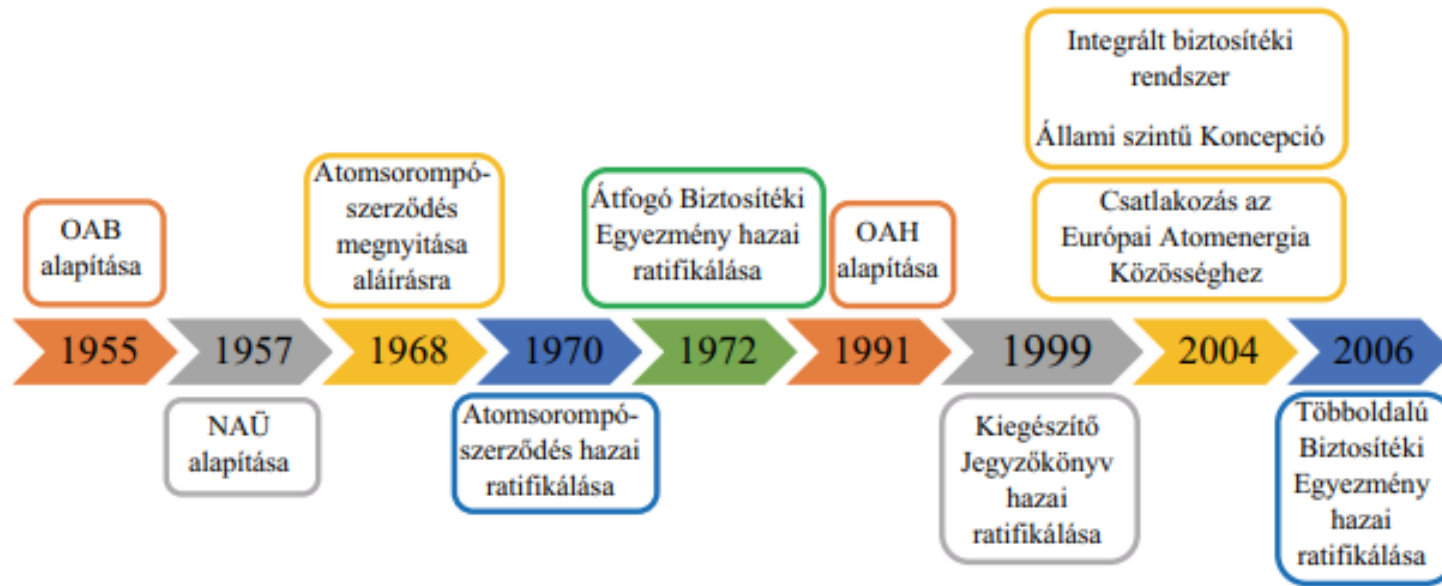 OAB
alapítása
1955
1957
NAÜ
alapítása
Atomsorompó-
szerződés
megnyitása
aláírásra
1968
1970
Atomsorompó-
szerződés hazai
ratifikálása
Átfogó Biztosítéki
Egyezmény hazai
ratifikálása
1972
OAH
alapítása
1991
1999
Kiegészítő
Jegyzőkönyv
hazai
ratifikálása
Integrált biztosítéki
rendszer
Állami szintű Koncepció
Csatlakozás az
Európai Atomenergia
Közösséghez
2004
2006
Többoldalú
Biztosítéki
Egyezmény
hazai
ratifikálása